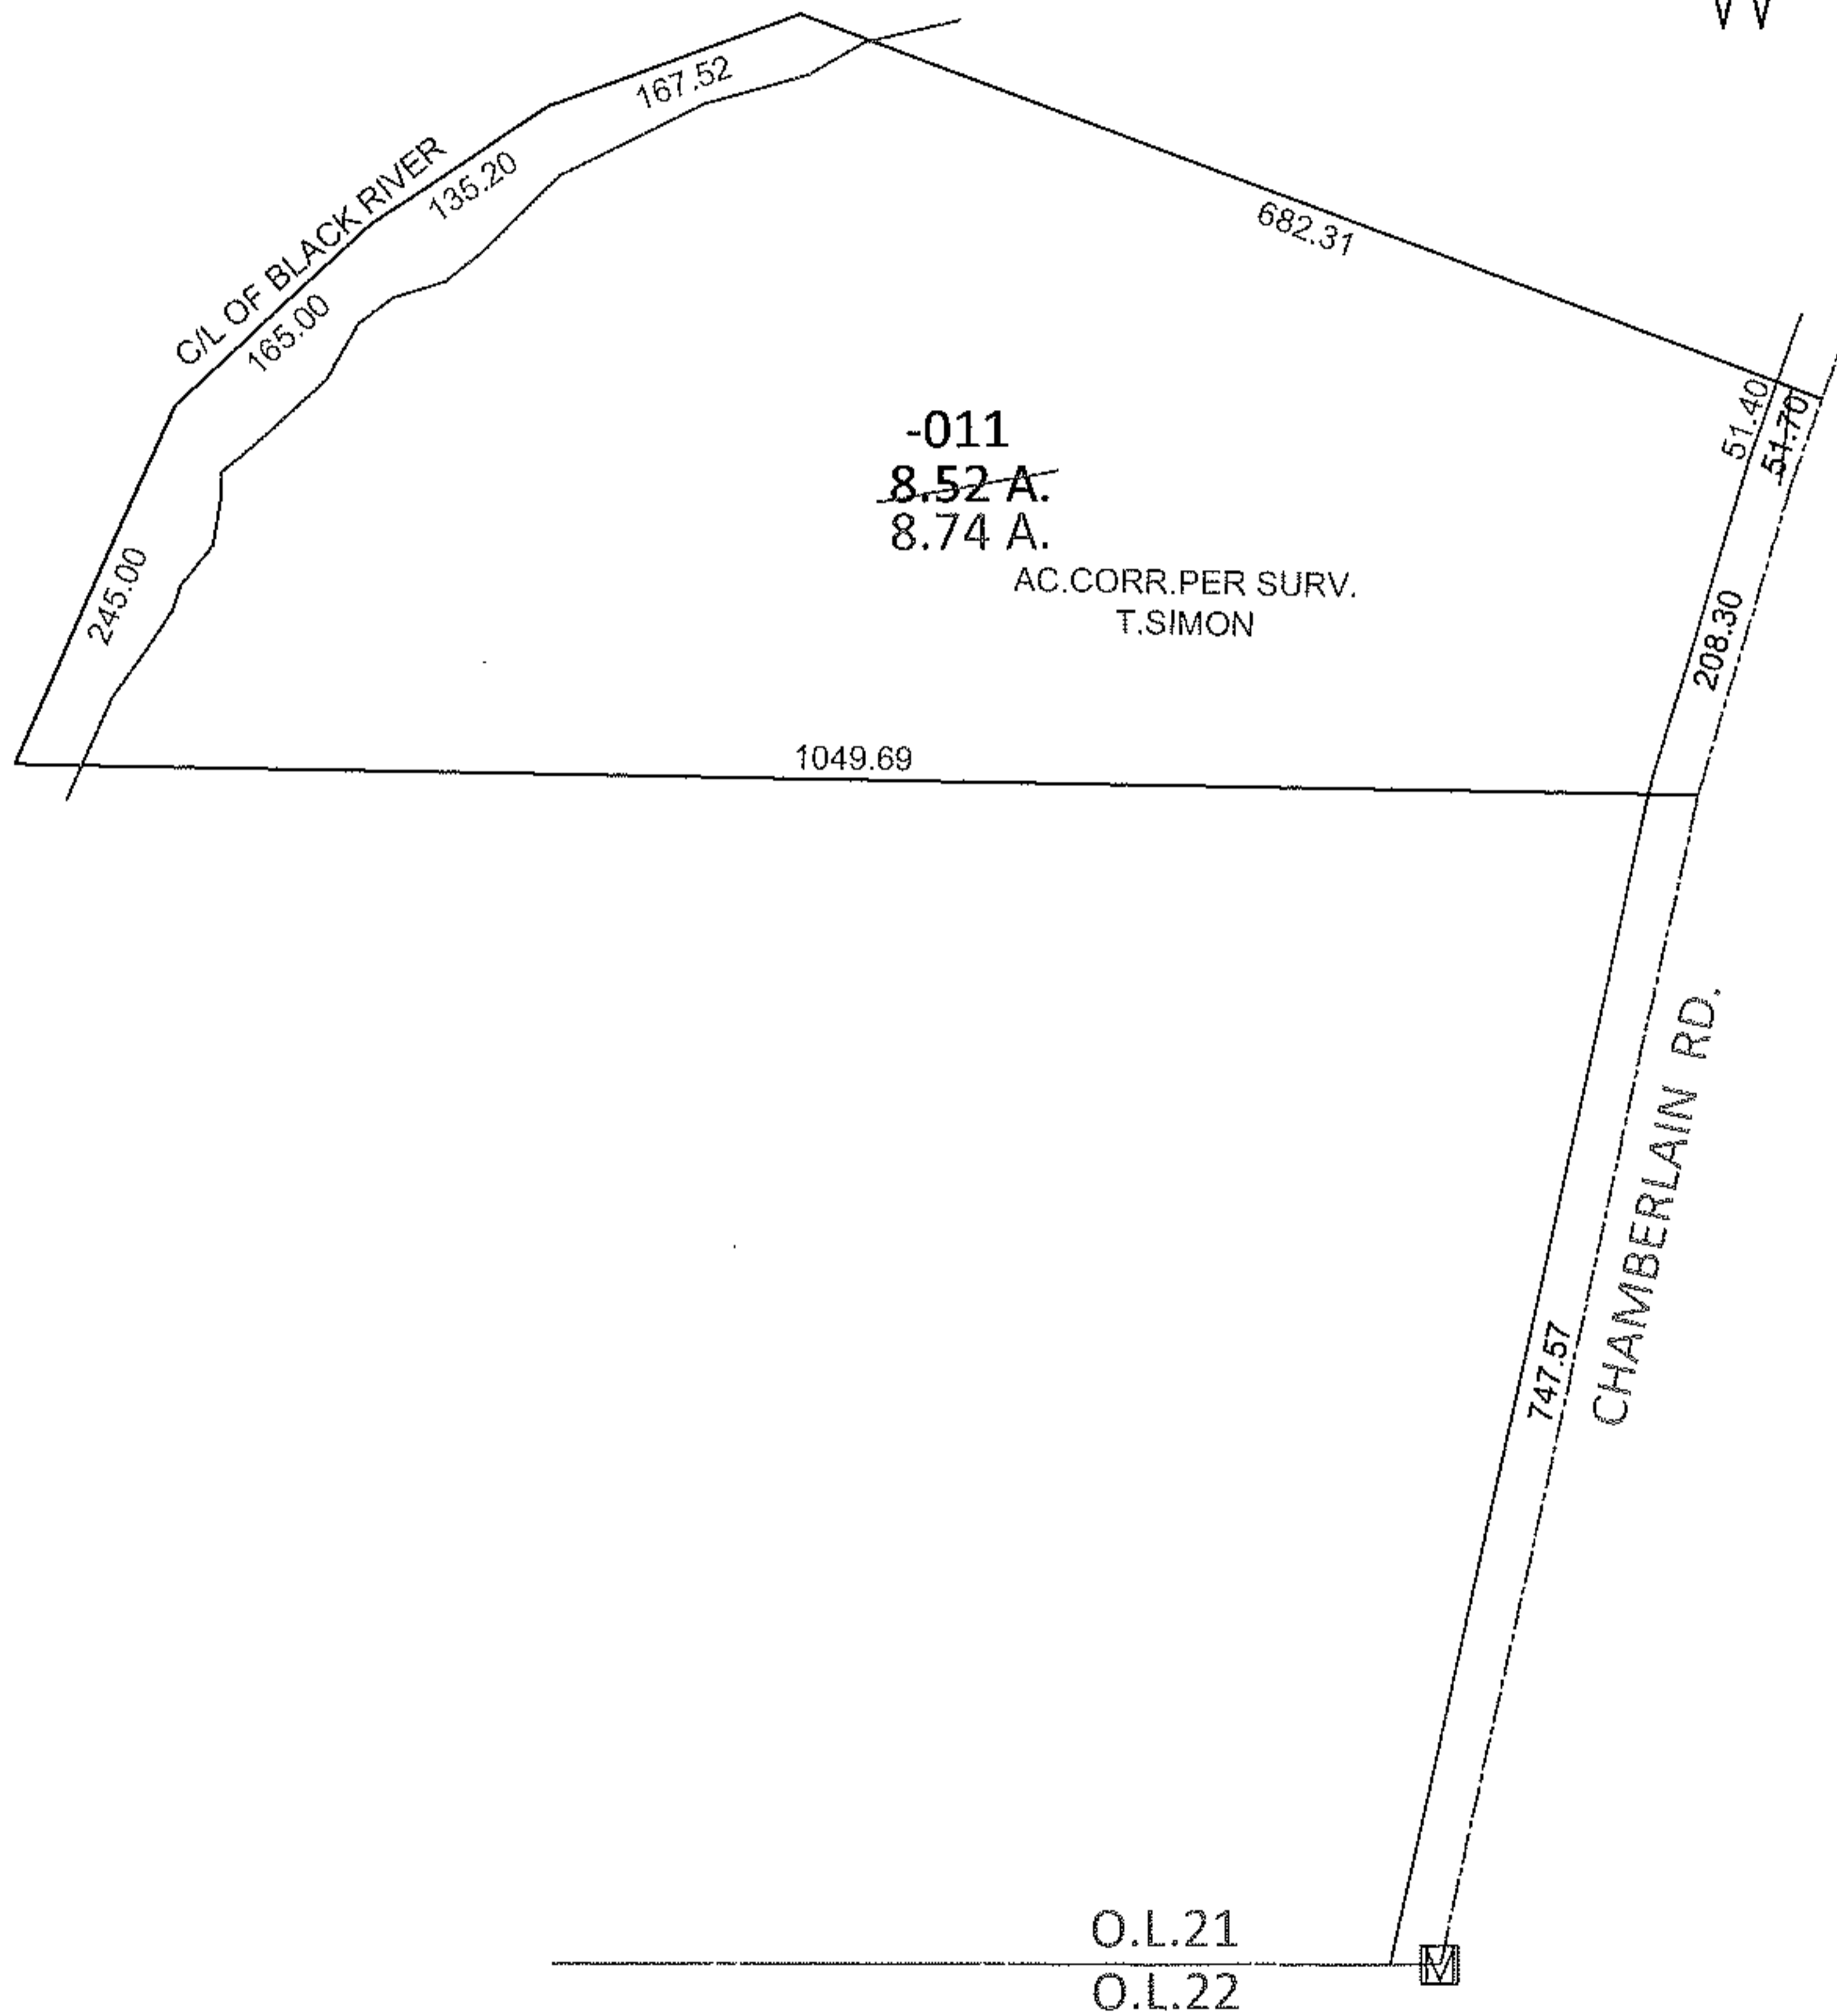 167.52
C/L OF BLACK RIVER
135.20
165.00
682.31
245.00
-011
8.52 A.
8.74 A.
AC.CORR.PER SURV.
T.SIMON
51.40
51.70
208.30
1049.69
CHAMBERLAIN RD.
747.57
O.L.21
O.L.22